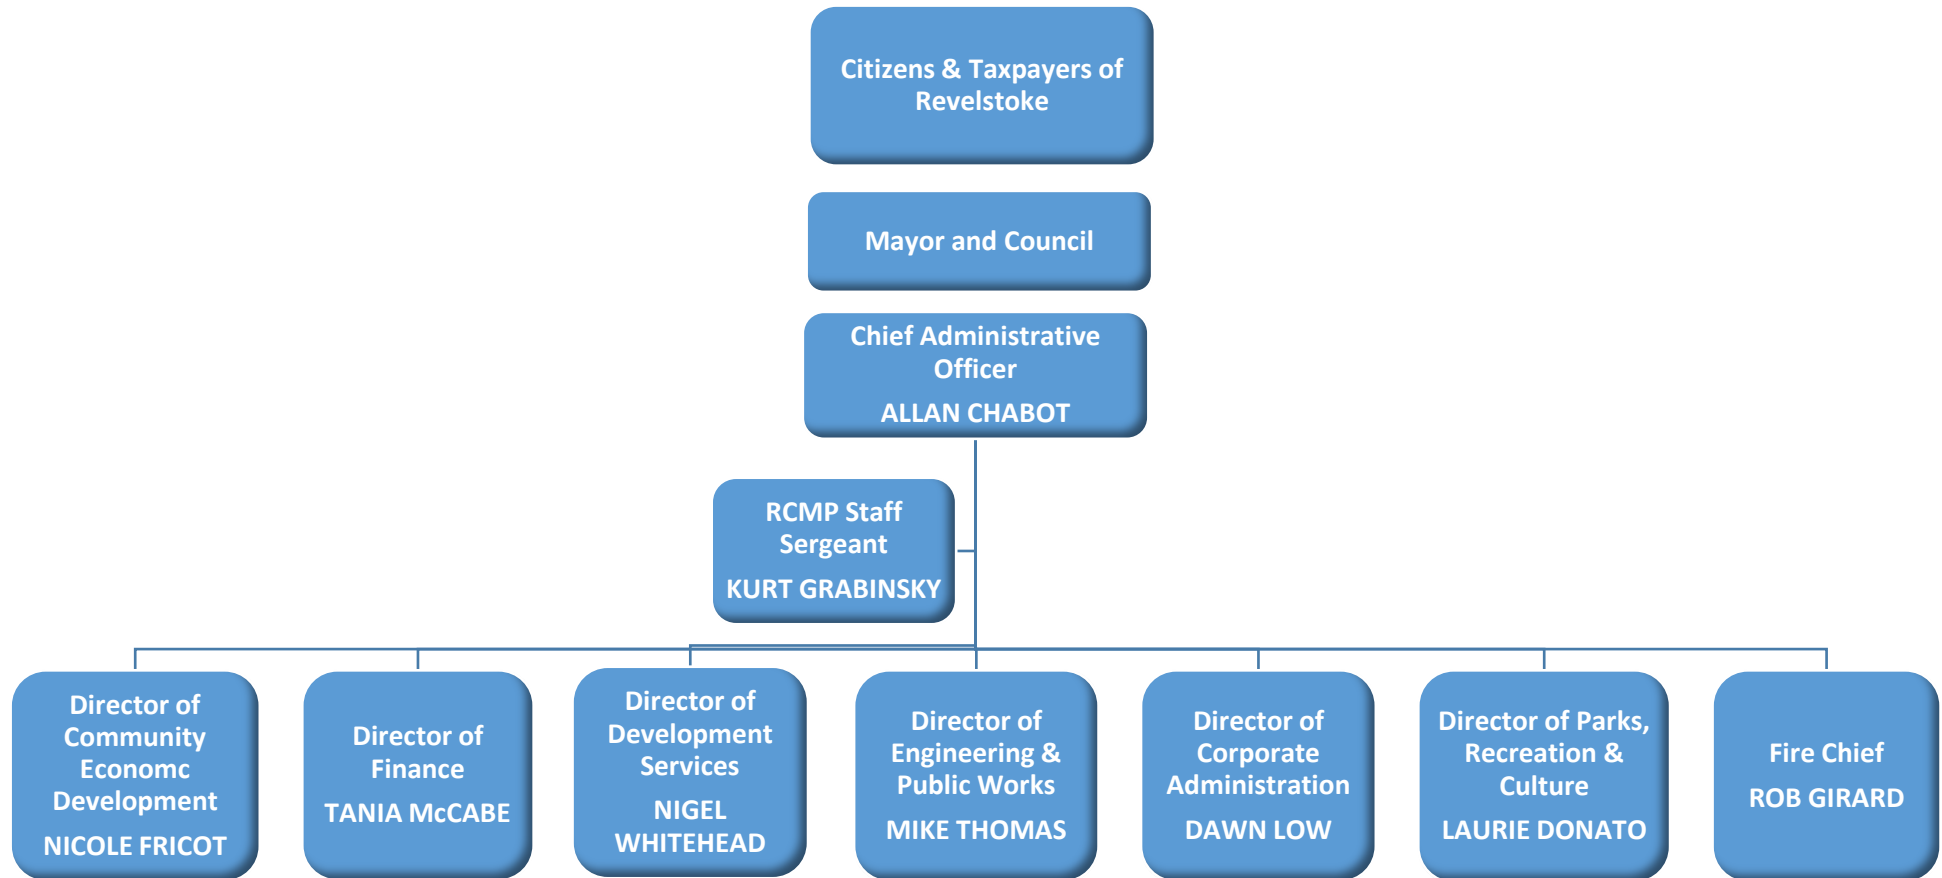 Citizens & Taxpayers of
Revelstoke
Mayor and Council
Chief Administrative
Officer
ALLAN CHABOT
RCMP Staff
Sergeant
KURT GRABINSKY
Director of
Community
Economc
Development
NICOLE FRICOT
Director of
Finance
TANIA McCABE
Director of
Development
Services
NIGEL
WHITEHEAD
Director of
Engineering &
Public Works
MIKE THOMAS
Director of
Corporate
Administration
DAWN LOW
Director of Parks,
Recreation &
Culture
LAURIE DONATO
Fire Chief
ROB GIRARD